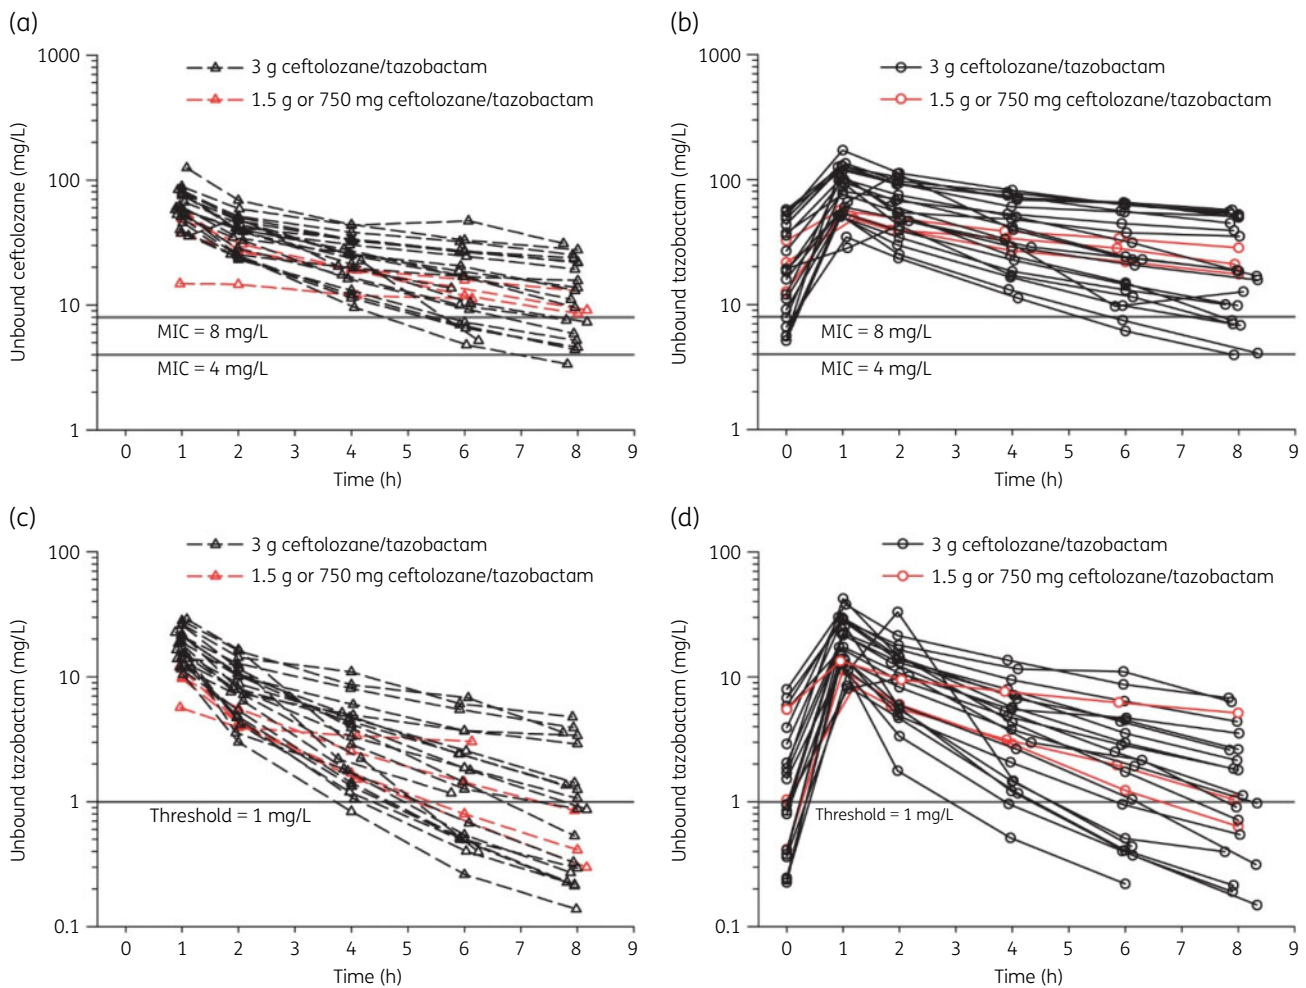 (a)
1000
100
10
1
Unbound ceftolozane (mg/L)
3 g ceftolozane/tazobactam
1.5 g or 750 mg ceftolozane/tazobactam
MIC = 8 mg/L
MIC = 4 mg/L
0 1 2 3 4 5 6 7 8 9
Time (h)
(b)
1000
100
10
1
Unbound tazobactam (mg/L)
3 g ceftolozane/tazobactam
1.5 g or 750 mg ceftolozane/tazobactam
MIC = 8 mg/L
MIC = 4 mg/L
0 1 2 3 4 5 6 7 8 9
Time (h)
(c)
100
10
1
0.1
Unbound tazobactam (mg/L)
3 g ceftolozane/tazobactam
1.5 g or 750 mg ceftolozane/tazobactam
Threshold = 1 mg/L
0 1 2 3 4 5 6 7 8 9
Time (h)
(d)
100
10
1
0.1
Unbound tazobactam (mg/L)
3 g ceftolozane/tazobactam
1.5 g or 750 mg ceftolozane/tazobactam
Threshold = 1 mg/L
0 1 2 3 4 5 6 7 8 9
Time (h)